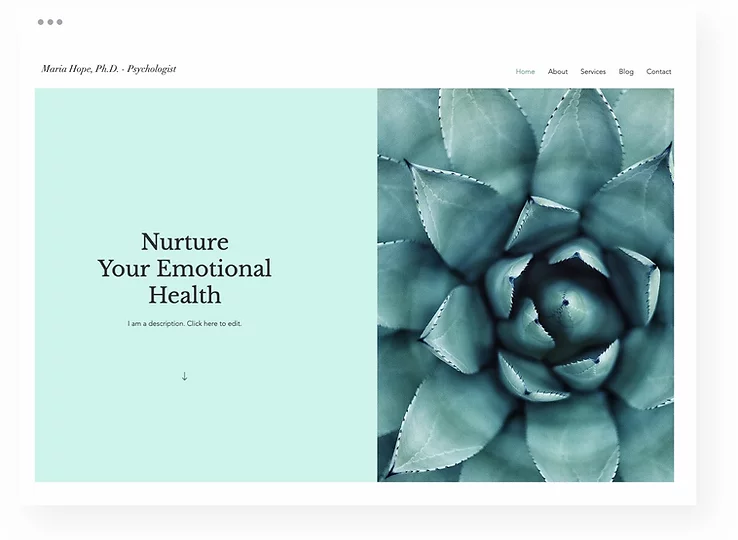 Maria Hope, Ph.D. - Psychologist
Home About Services Blog Contact
Nurture
Your Emotional
Health
I am a description. Click here to edit.